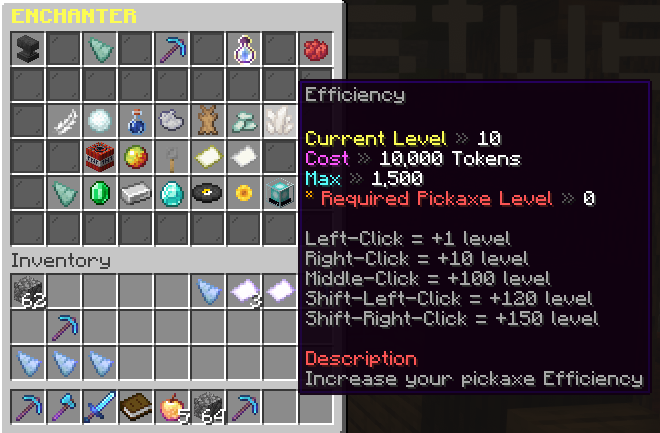 ENCHANTER
Efficiency
Current Level » 10
Cost » 10,000 Tokens
Max » 1,500
* Required Pickaxe Level » 0
Left-Click = +1 level
Right-Click = +10 level
Middle-Click = +100 level
Shift-Left-Click = +120 level
Shift-Right-Click = +150 level
Description
Increase your pickaxe Efficiency
Inventory
62
3
5
64